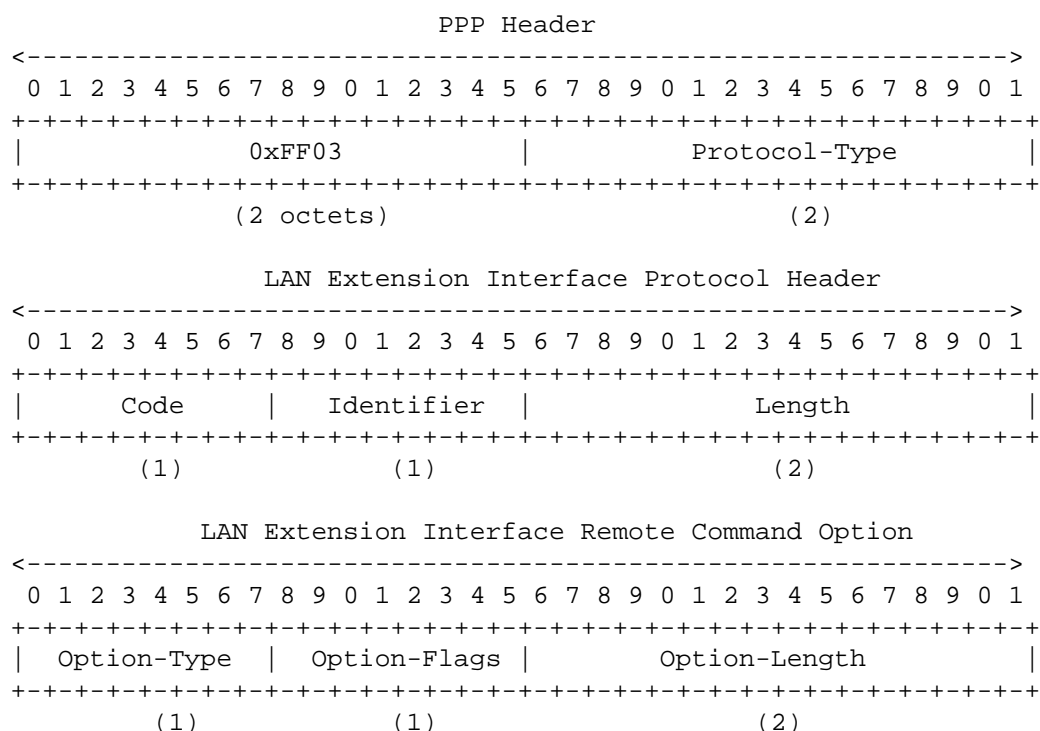 PPP Header
<-------------------------------------------------------------->
0 1 2 3 4 5 6 7 8 9 0 1 2 3 4 5 6 7 8 9 0 1 2 3 4 5 6 7 8 9 0 1
+-+-+-+-+-+-+-+-+-+-+-+-+-+-+-+-+-+-+-+-+-+-+-+-+-+-+-+-+-+-+-+-+
| 0xFF03 | Protocol-Type |
+-+-+-+-+-+-+-+-+-+-+-+-+-+-+-+-+-+-+-+-+-+-+-+-+-+-+-+-+-+-+-+-+
(2 octets) (2)
LAN Extension Interface Protocol Header
<-------------------------------------------------------------->
0 1 2 3 4 5 6 7 8 9 0 1 2 3 4 5 6 7 8 9 0 1 2 3 4 5 6 7 8 9 0 1
+-+-+-+-+-+-+-+-+-+-+-+-+-+-+-+-+-+-+-+-+-+-+-+-+-+-+-+-+-+-+-+-+
| Code | Identifier | Length |
+-+-+-+-+-+-+-+-+-+-+-+-+-+-+-+-+-+-+-+-+-+-+-+-+-+-+-+-+-+-+-+-+
(1) (1) (2)
LAN Extension Interface Remote Command Option
<-------------------------------------------------------------->
0 1 2 3 4 5 6 7 8 9 0 1 2 3 4 5 6 7 8 9 0 1 2 3 4 5 6 7 8 9 0 1
+-+-+-+-+-+-+-+-+-+-+-+-+-+-+-+-+-+-+-+-+-+-+-+-+-+-+-+-+-+-+-+-+
| Option-Type | Option-Flags | Option-Length |
+-+-+-+-+-+-+-+-+-+-+-+-+-+-+-+-+-+-+-+-+-+-+-+-+-+-+-+-+-+-+-+-+
(1) (1) (2)